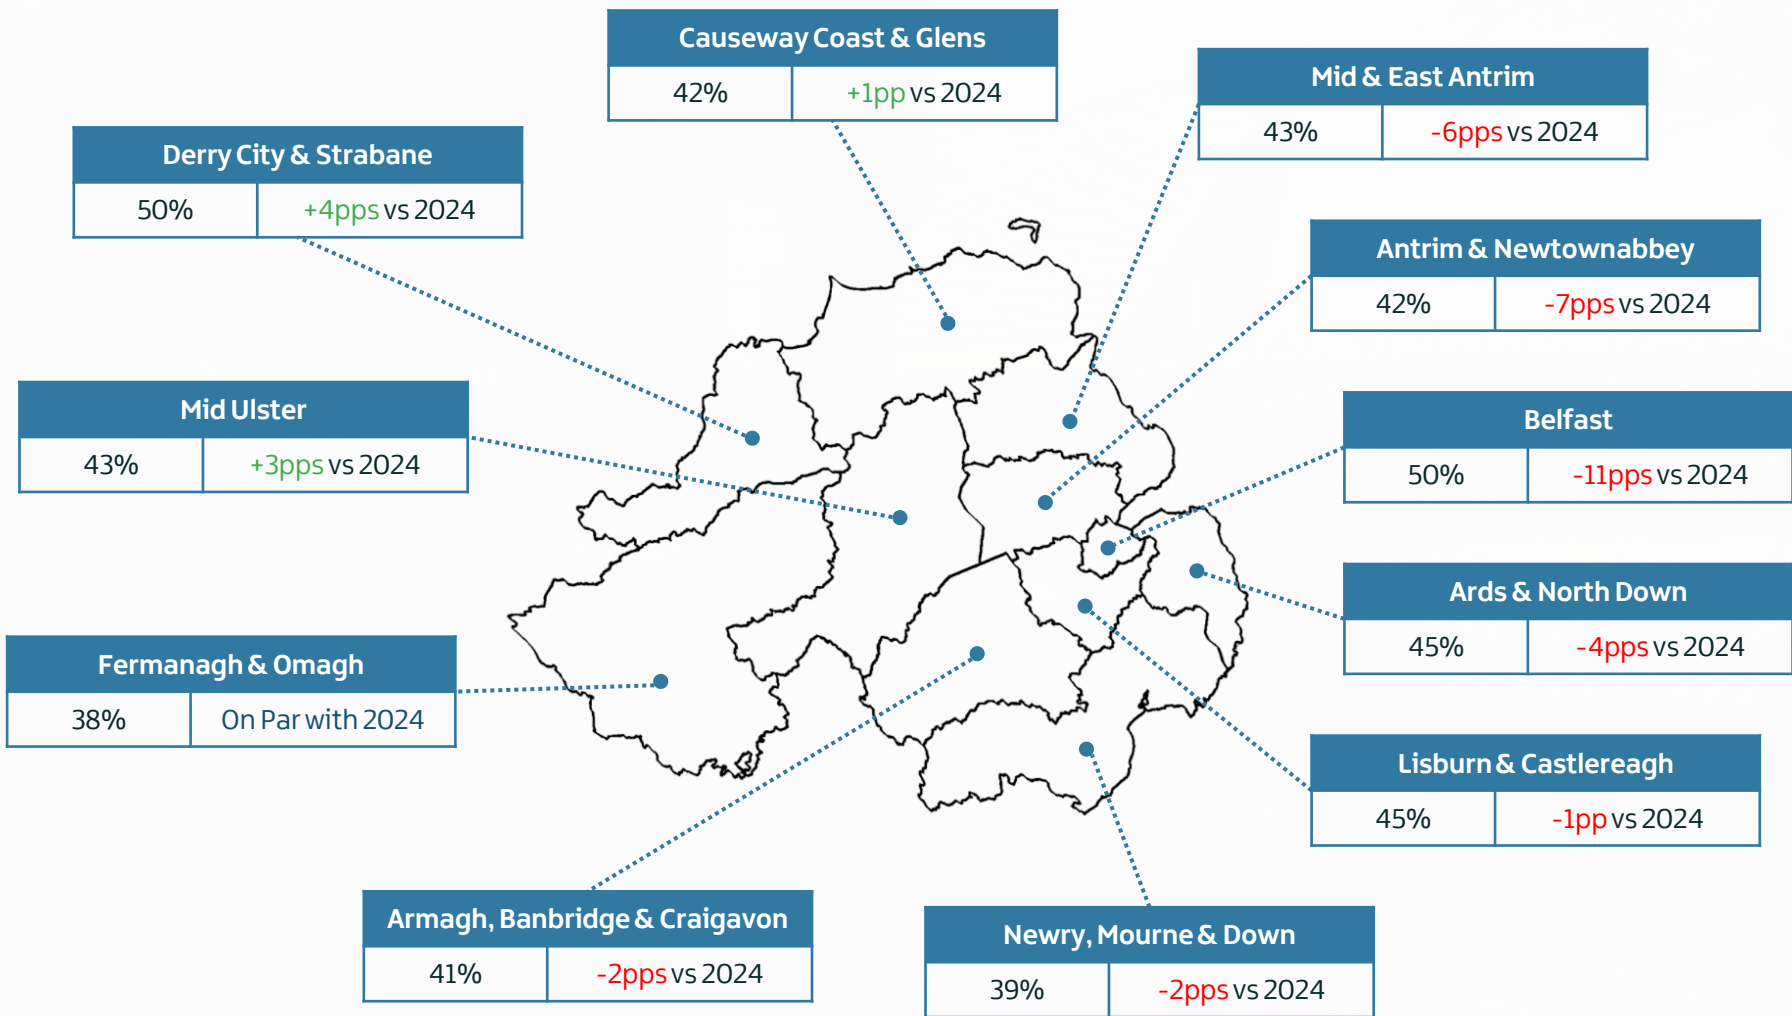 Causeway Coast & Glens
42% +1pp vs 2024
Mid & East Antrim
43% -6pps vs 2024
Derry City & Strabane
50% +4pps vs 2024
Antrim & Newtownabbey
42% -7pps vs 2024
Mid Ulster
43% +3pps vs 2024
Belfast
50% -11pps vs 2024
Ards & North Down
45% -4pps vs 2024
Fermanagh & Omagh
38% On Par with 2024
Lisburn & Castlereagh
45% -1pp vs 2024
Armagh, Banbridge & Craigavon
41% -2pps vs 2024
Newry, Mourne & Down
39% -2pps vs 2024